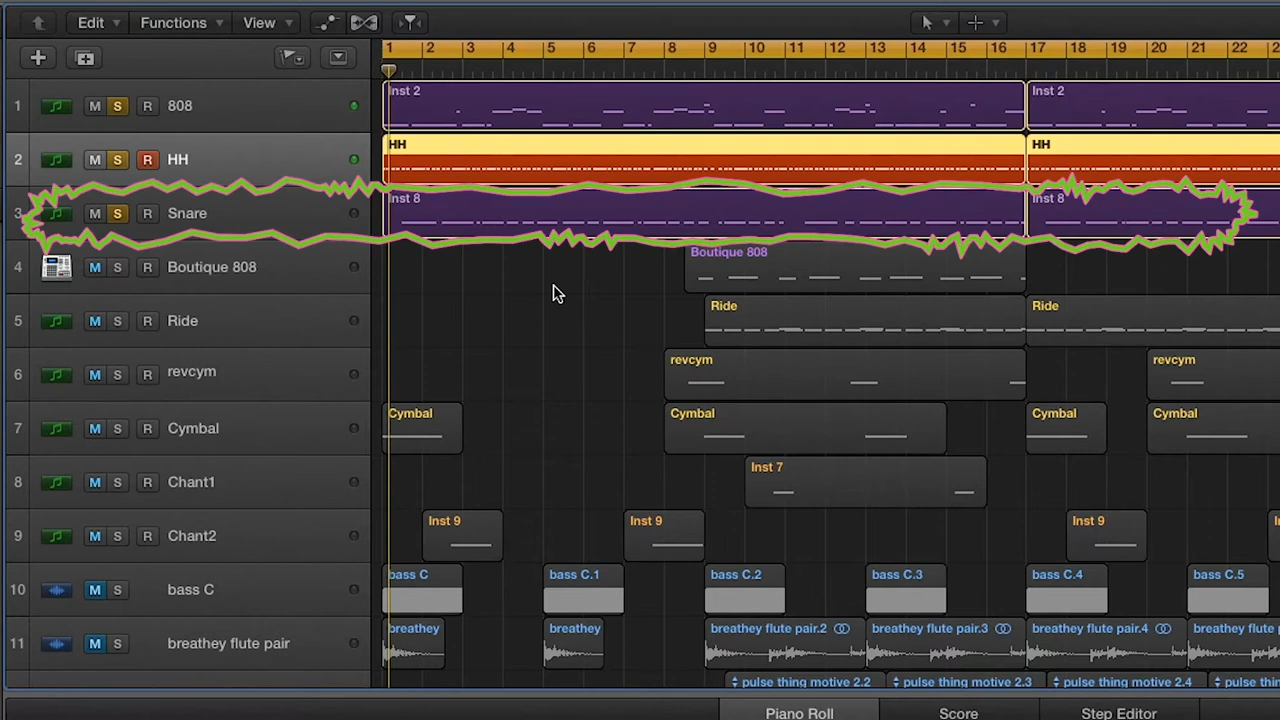 Edit Functions View
1 2 3 4 5 6 7 8 9 10 11 12 13 14 15 16 17 18 19 20 21 22
1 M S R 808 Inst 2 Inst 2
2 M S R HH HH HH
3 M S R Snare Inst 8 Inst 8
4 M S R Boutique 808 Boutique 808
5 M S R Ride Ride Ride
6 M S R revcym revcym revcym
7 M S R Cymbal Cymbal Cymbal Cymbal Cymbal
8 M S R Chant1 Inst 7
9 M S R Chant2 Inst 9 Inst 9 Inst 9
10 M S bass C bass C bass C.1 bass C.2 bass C.3 bass C.4 bass C.5
11 M S breathey flute pair breathey breathey breathey flute pair.2 breathey flute pair.3 breathey flute pair.4 breathey flute p
pulse thing motive 2.2 pulse thing motive 2.3 pulse thing motive 2.4 pulse thin
Piano Roll Score Step Editor